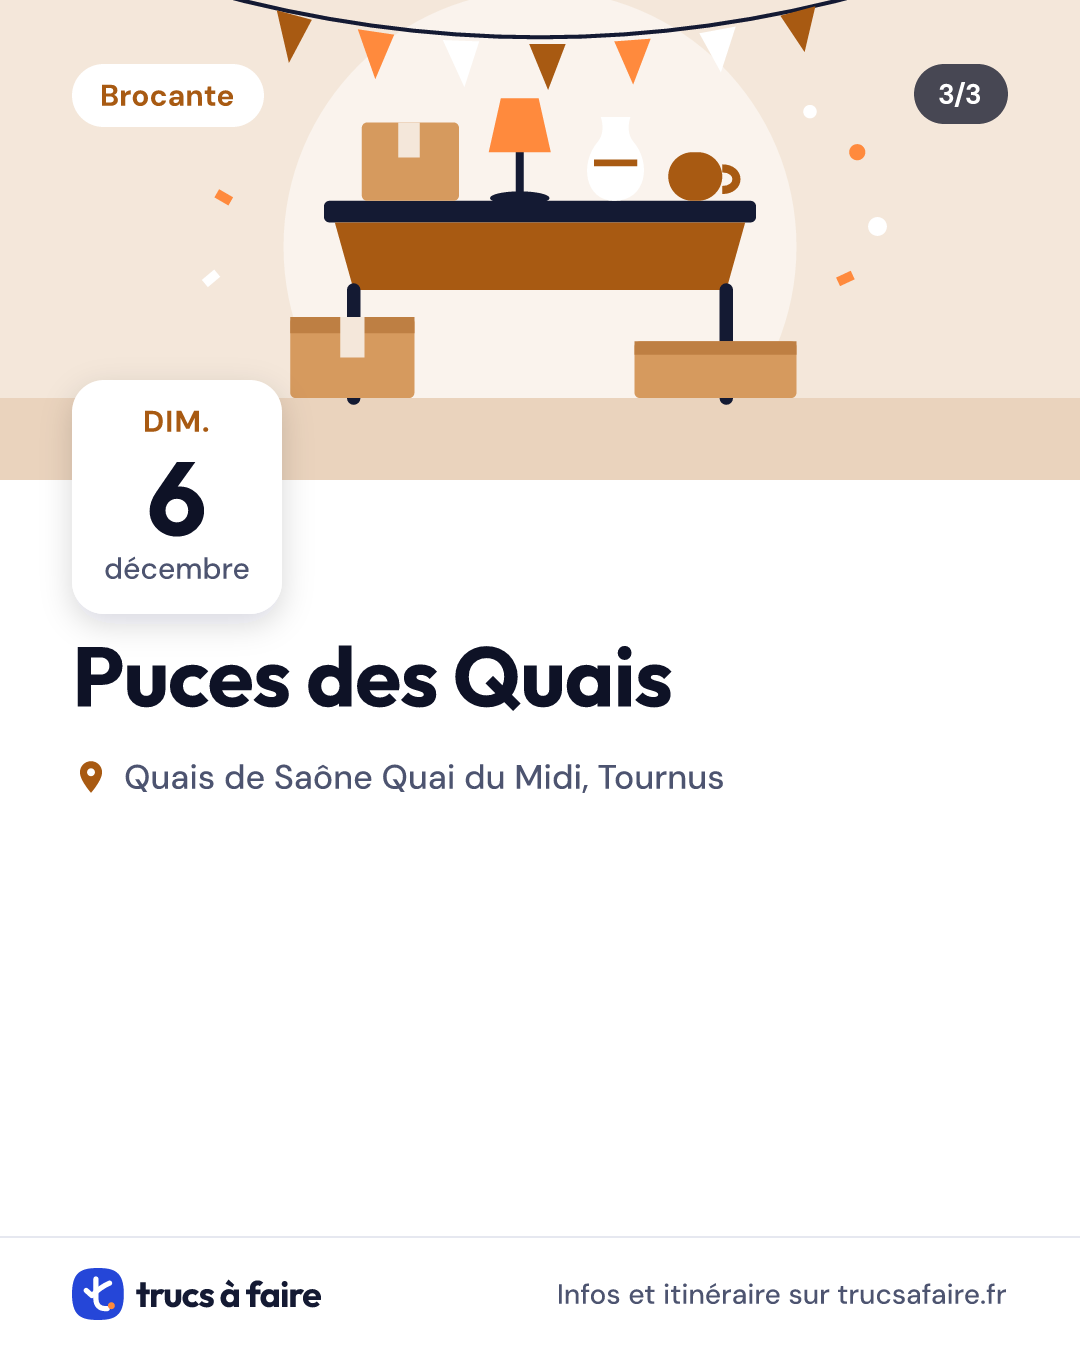 Brocante
3/3
DIM.
6
décembre
Puces des Quais
Quais de Saône Quai du Midi, Tournus
trucs à faire
Infos et itinéraire sur trucsafaire.fr